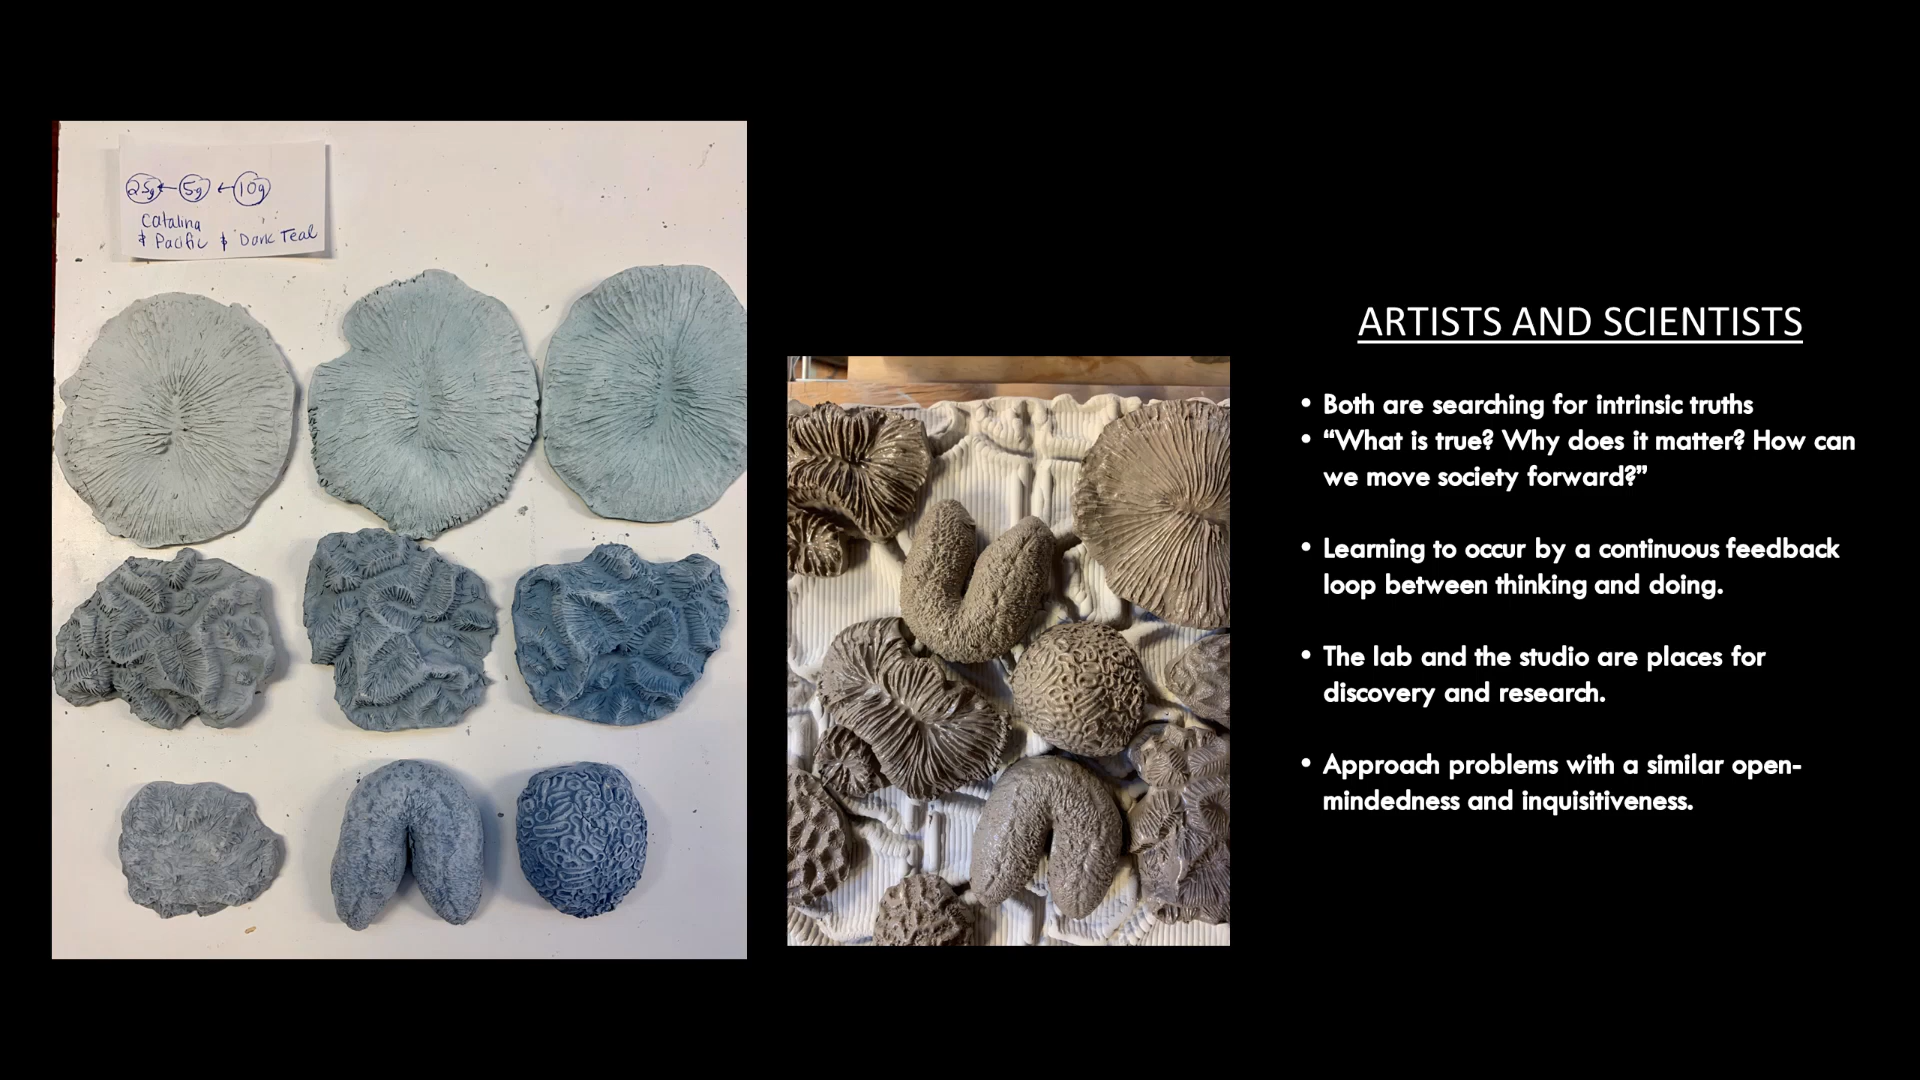 25g ← 5g ← 10g
Catalina
& Pacific & Dark Teal
ARTISTS AND SCIENTISTS
• Both are searching for intrinsic truths
• “What is true? Why does it matter? How can
we move society forward?”
• Learning to occur by a continuous feedback
loop between thinking and doing.
• The lab and the studio are places for
discovery and research.
• Approach problems with a similar open-
mindedness and inquisitiveness.